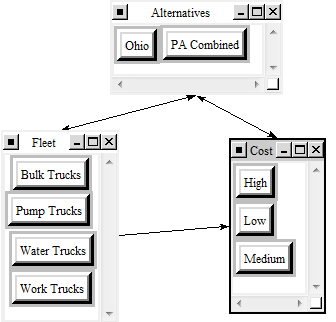 Alternatives
Ohio
PA Combined
Fleet
Bulk Trucks
Pump Trucks
Water Trucks
Work Trucks
Cost
High
Low
Medium